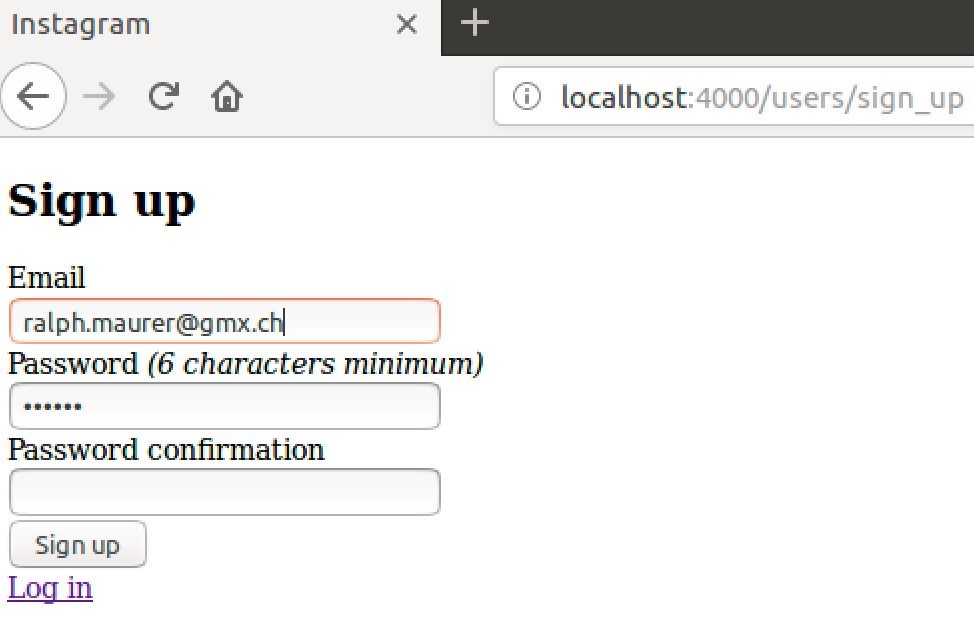 Instagram
localhost:4000/users/sign_up
Sign up
Email
ralph.maurer@gmx.ch
Password (6 characters minimum)
••••••
Password confirmation
Sign up
Log in